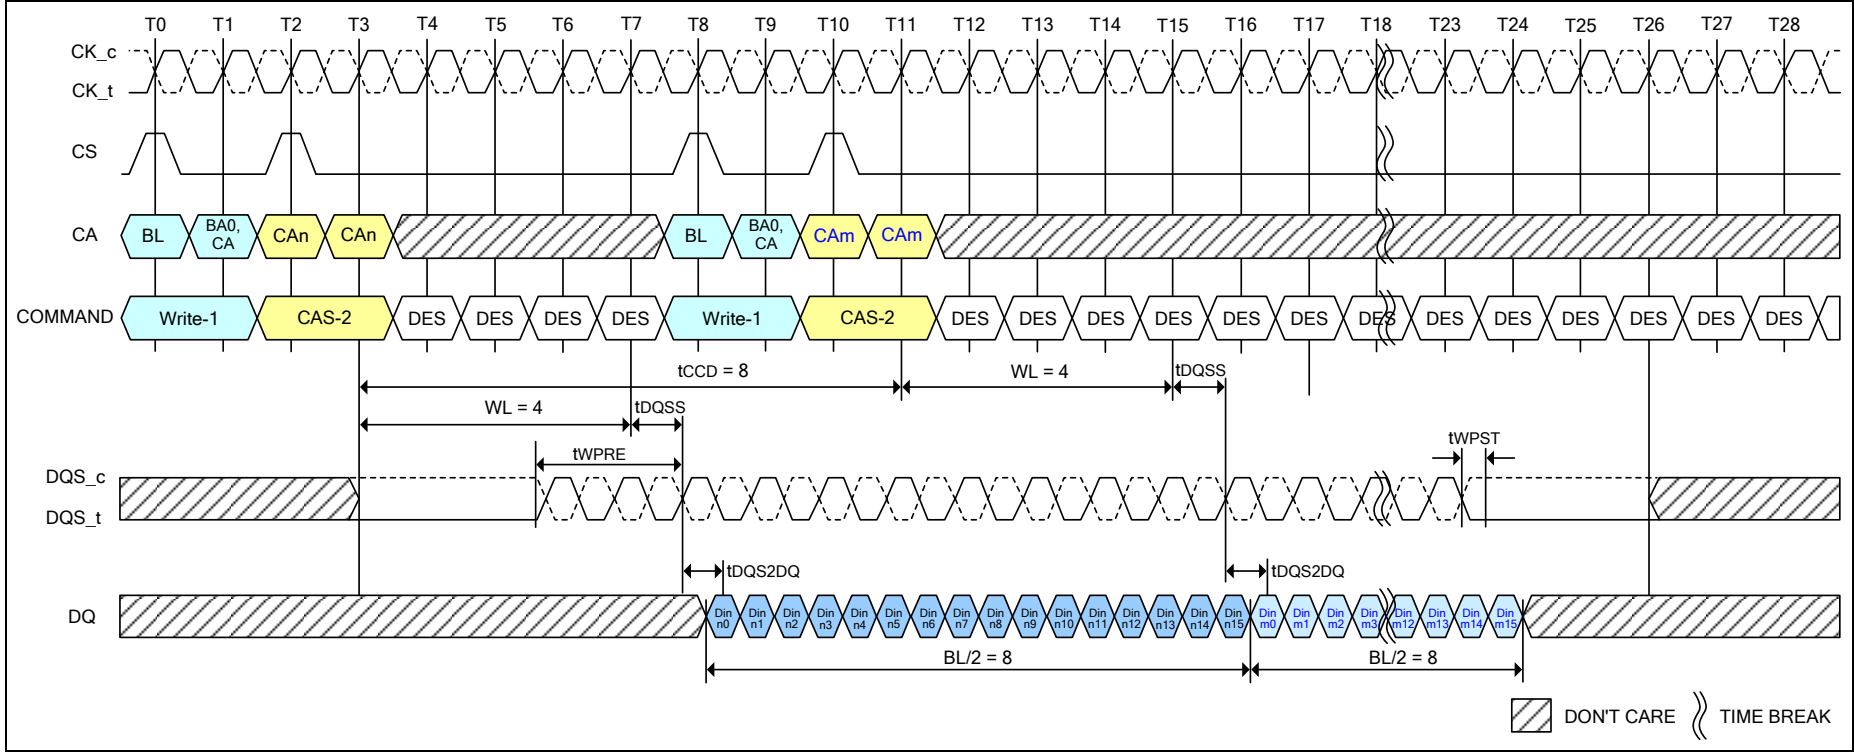 T0 T1 T2 T3 T4 T5 T6 T7 T8 T9 T10 T11 T12 T13 T14 T15 T16 T17 T18 T23 T24 T25 T26 T27 T28
CK_c
CK_t
CS
CA BL BA0, CA CAn CAn BL BA0, CA CAm CAm
COMMAND Write-1 CAS-2 DES DES DES DES Write-1 CAS-2 DES DES DES DES DES DES DES DES DES DES DES DES DES
tCCD = 8 WL = 4 tDQSS
WL = 4 tDQSS
tWPRE tWPST
DQS_c
DQS_t
tDQS2DQ tDQS2DQ
DQ Din n0 Din n1 Din n2 Din n3 Din n4 Din n5 Din n6 Din n7 Din n8 Din n9 Din n10 Din n11 Din n12 Din n13 Din n14 Din n15 Din m0 Din m1 Din m2 Din m3 Din m12 Din m13 Din m14 Din m15
BL/2 = 8 BL/2 = 8
DON'T CARE TIME BREAK